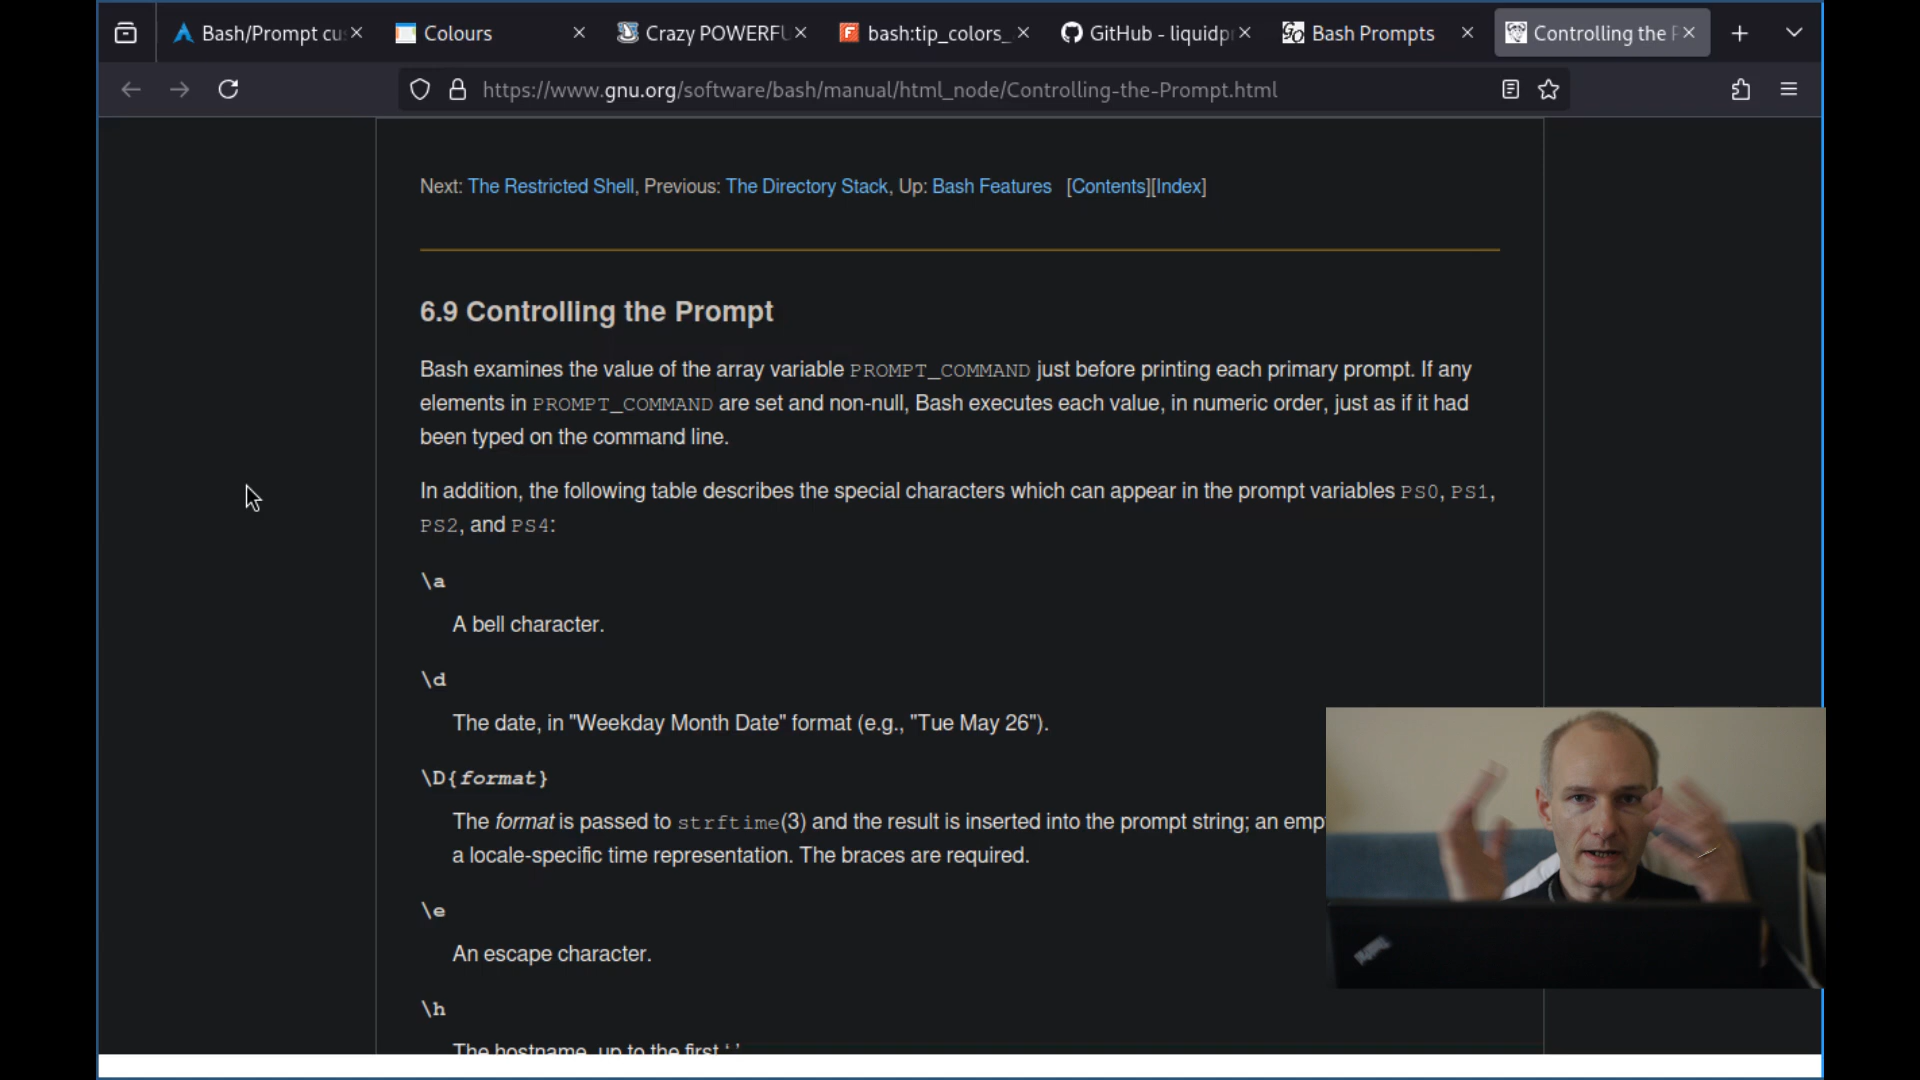 Bash/Prompt cu
Colours
Crazy POWERFU
bash:tip_colors_
GitHub - liquidp
Bash Prompts
Controlling the P
https://www.gnu.org/software/bash/manual/html_node/Controlling-the-Prompt.html
Next: The Restricted Shell, Previous: The Directory Stack, Up: Bash Features [Contents][Index]
6.9 Controlling the Prompt
Bash examines the value of the array variable PROMPT_COMMAND just before printing each primary prompt. If any
elements in PROMPT_COMMAND are set and non-null, Bash executes each value, in numeric order, just as if it had
been typed on the command line.
In addition, the following table describes the special characters which can appear in the prompt variables PS0, PS1,
PS2, and PS4:
\a
A bell character.
\d
The date, in "Weekday Month Date" format (e.g., "Tue May 26").
\D{format}
The format is passed to strftime(3) and the result is inserted into the prompt string; an emp
a locale-specific time representation. The braces are required.
\e
An escape character.
\h
The hostname, up to the first ‘.’